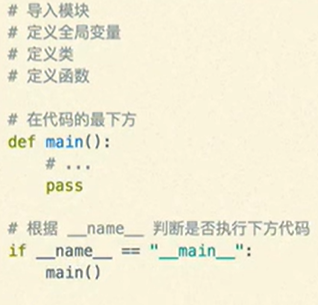 # 导入模块
# 定义全局变量
# 定义类
# 定义函数
# 在代码的最下方
def main():
    # ...
    pass
# 根据 __name__ 判断是否执行下方代码
if __name__ == "__main__":
    main()